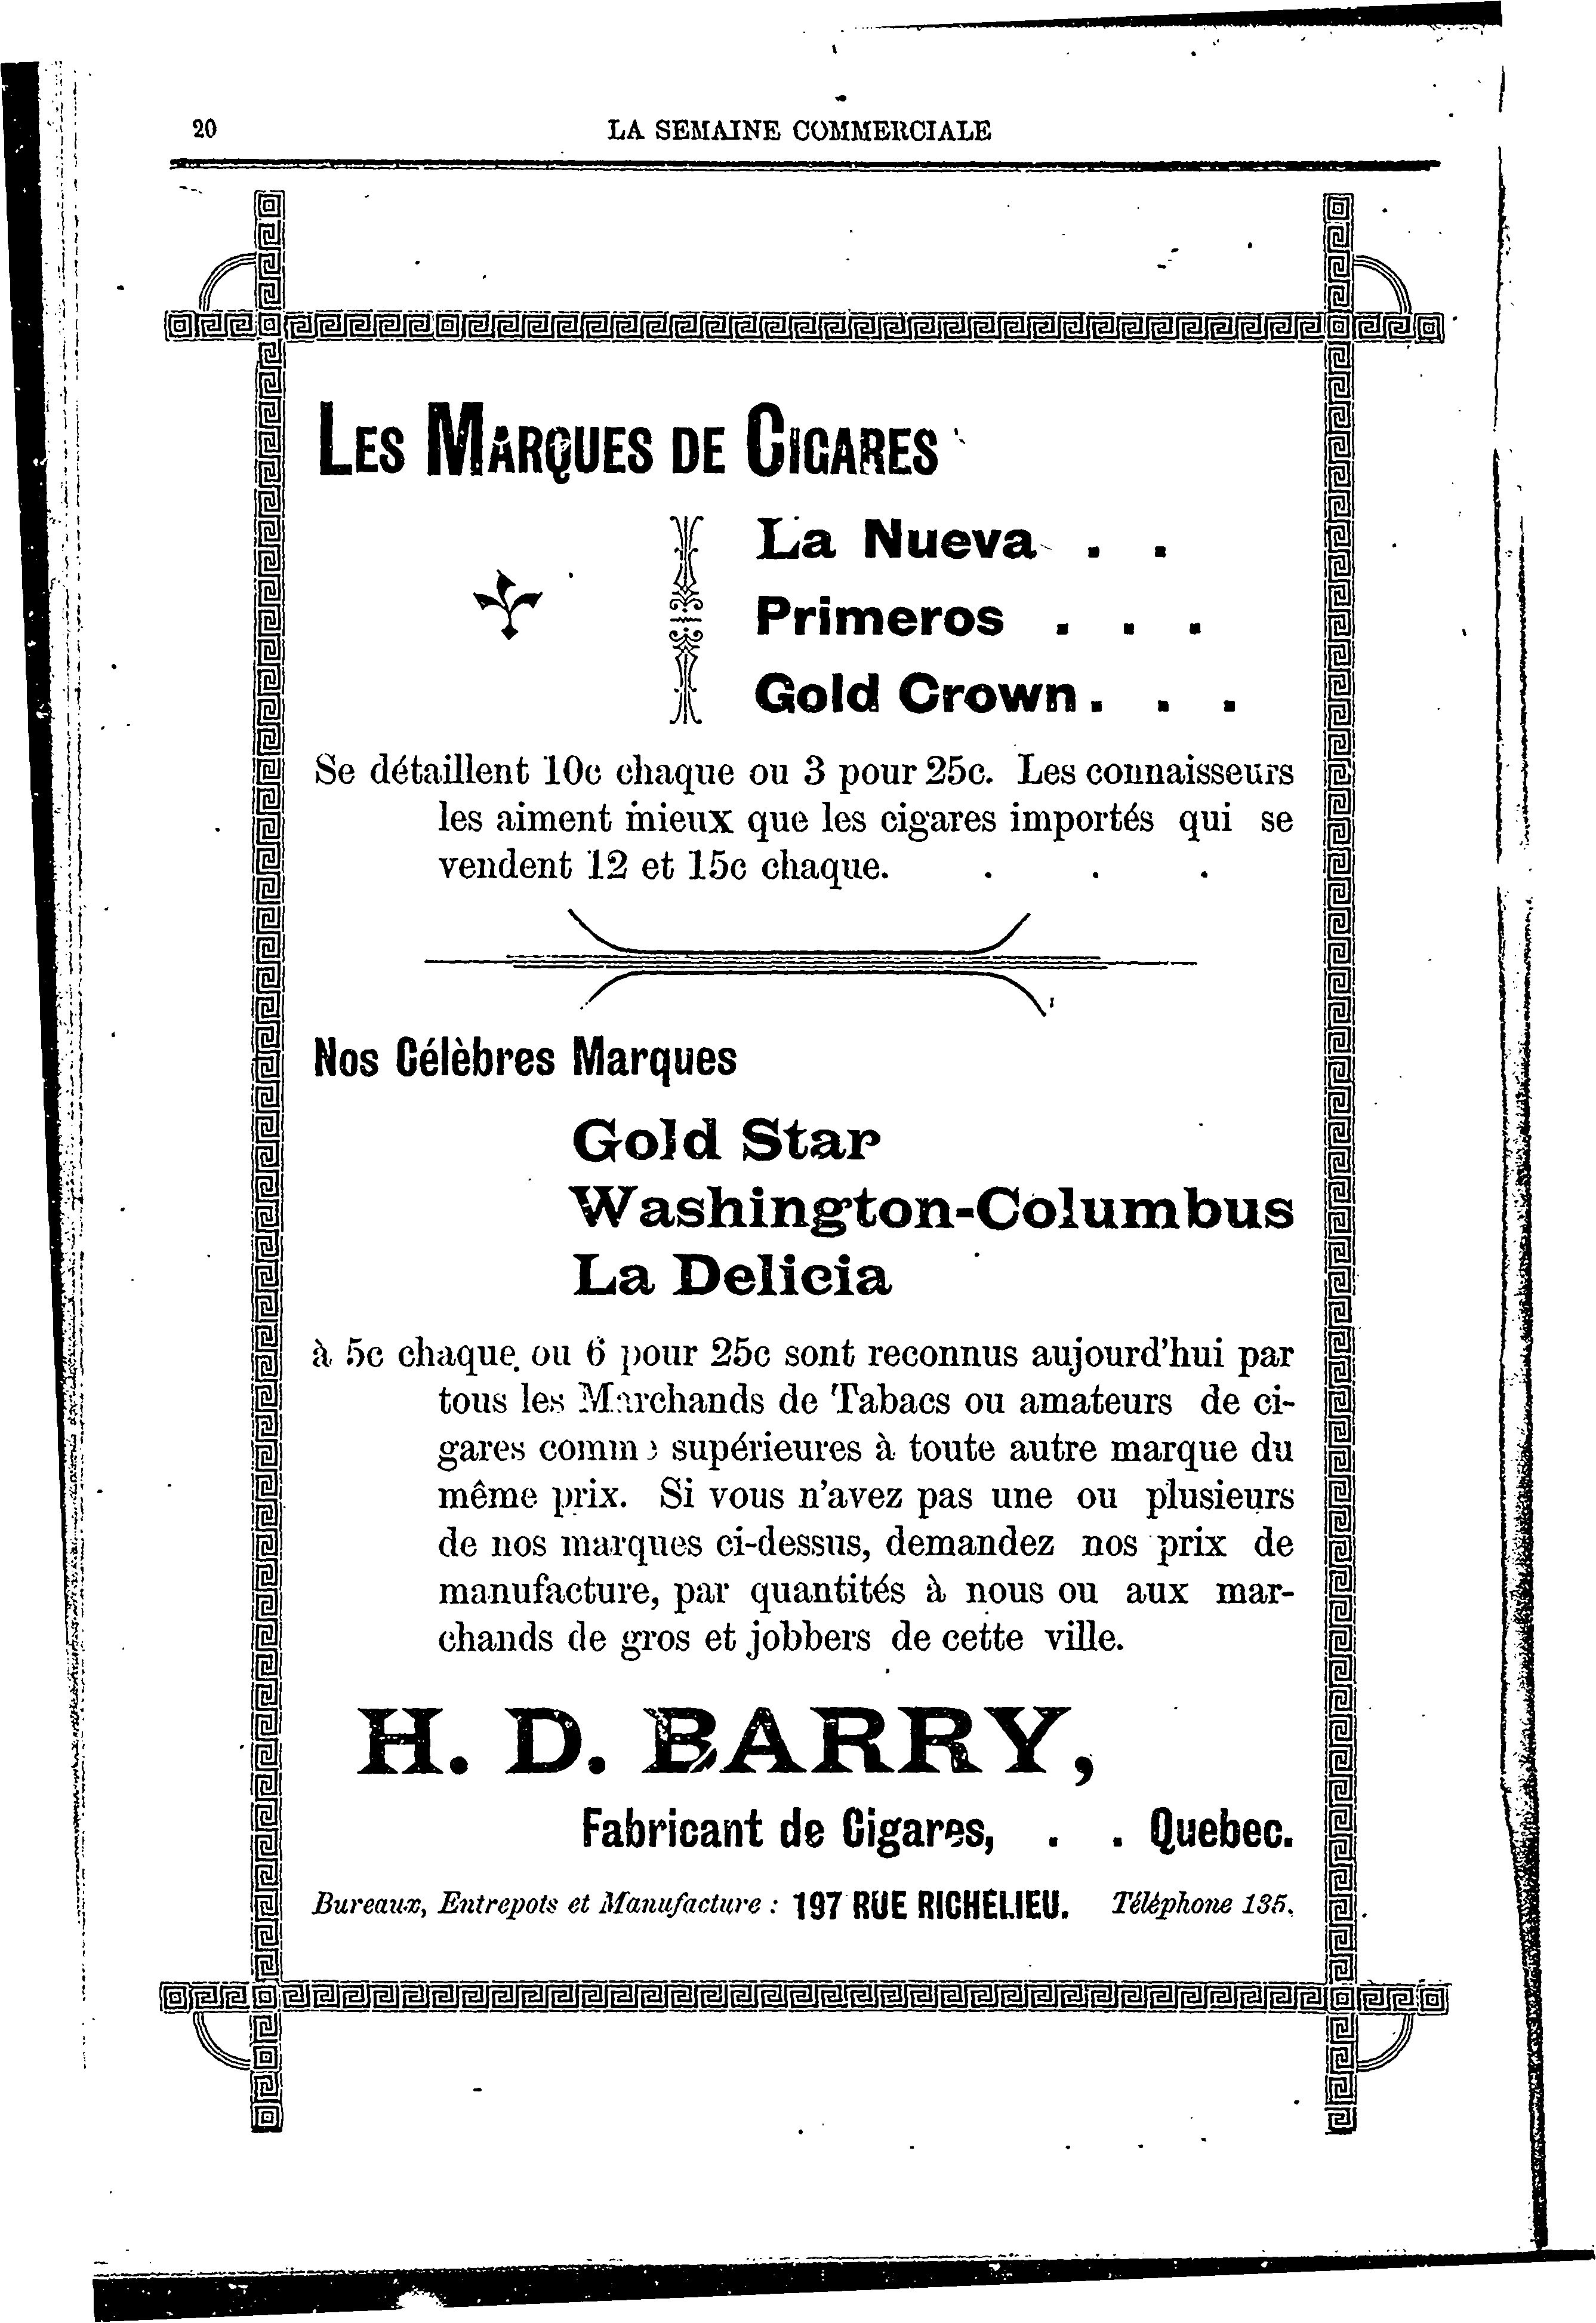 20
LA SEMAINE COMMERCIALE
LES MARQUES DE CIGARES
La Nueva . .
Primeros . . .
Gold Crown . . .
Se détaillent 10c chaque ou 3 pour 25c. Les connaisseurs
les aiment mieux que les cigares importés qui se
vendent 12 et 15c chaque. . . .
Nos Célèbres Marques
Gold Star
Washington-Columbus
La Delicia
à 5c chaque ou 6 pour 25c sont reconnus aujourd'hui par
tous les Marchands de Tabacs ou amateurs de ci-
gares comme supérieures à toute autre marque du
même prix. Si vous n'avez pas une ou plusieurs
de nos marques ci-dessus, demandez nos prix de
manufacture, par quantités à nous ou aux mar-
chands de gros et jobbers de cette ville.
H. D. BARRY,
Fabricant de Cigares, . . Quebec.
Bureaux, Entrepots et Manufacture : 197 RUE RICHELIEU. Téléphone 135.